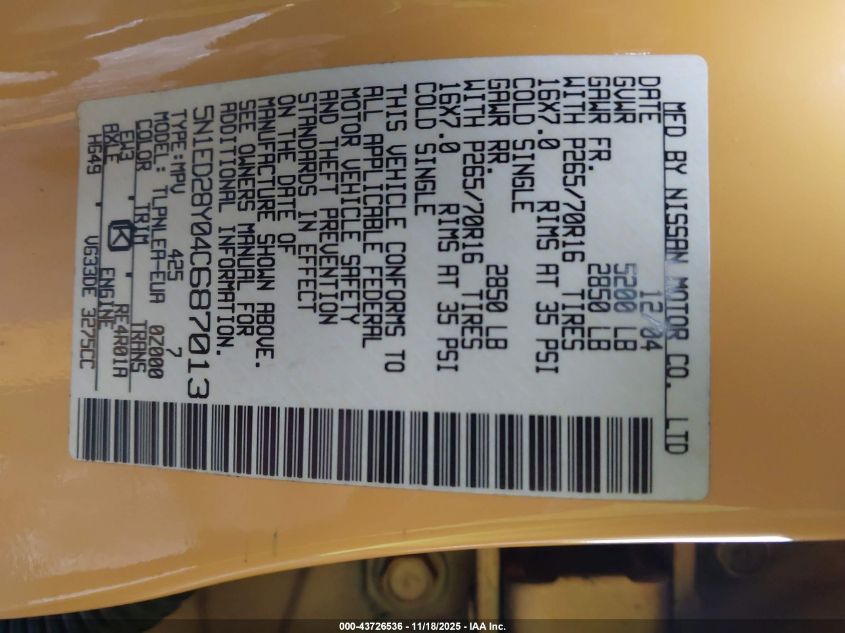 MFD BY NISSAN MOTOR CO. LTD
DATE 12/04
GVWR 5200 LB
GAWR FR. 2850 LB
WITH P265/70R16 TIRES
16X7.0 RIMS AT 35 PSI
COLD SINGLE
GAWR RR. 2850 LB
WITH P265/70R16 TIRES
16X7.0 RIMS AT 35 PSI
COLD SINGLE
THIS VEHICLE CONFORMS TO
ALL APPLICABLE FEDERAL
MOTOR VEHICLE SAFETY
AND THEFT PREVENTION
STANDARDS IN EFFECT
ON THE DATE OF
MANUFACTURE SHOWN ABOVE.
SEE OWNERS MANUAL FOR
ADDITIONAL INFORMATION.
5N1ED28Y04C687013
TYPE:MPV 425 7
MODEL: TLPNLEA-EUA 0Z000
COLOR TRIM TRANS
EW3 K RE4R01A
AXLE ENGINE
HG49 VG33DE 3275CC
000-43726536 - 11/18/2025 - IAA Inc.